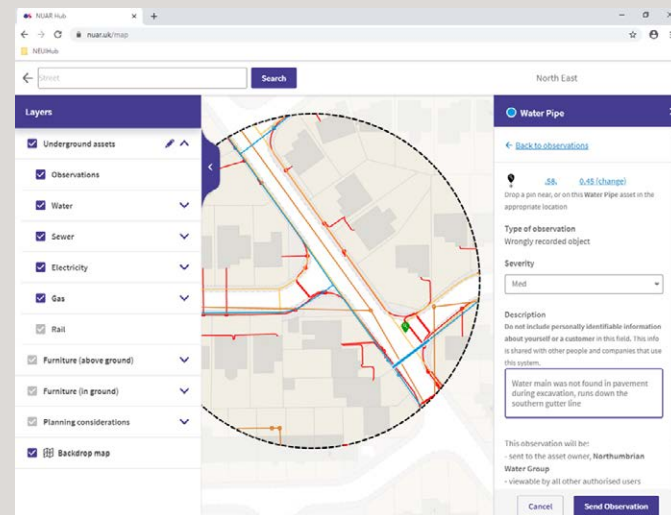 NUAR Hub
nuar.uk/map
NEUHub
Street
Search
North East
Layers
Underground assets
Observations
Water
Sewer
Electricity
Gas
Rail
Furniture (above ground)
Furniture (in ground)
Planning considerations
Backdrop map
Water Pipe
Back to observations
.58, 0.45 (change)
Drop a pin near, or on this Water Pipe asset in the
appropriate location
Type of observation
Wrongly recorded object
Severity
Med
Description
Do not include personally identifiable information
about yourself or a customer in this field. This info
is shared with other people and companies that use
this system.
Water main was not found in pavement
during excavation, runs down the
southern gutter line
This observation will be:
- sent to the asset owner, Northumbrian
Water Group
- viewable by all other authorised users
Cancel
Send Observation